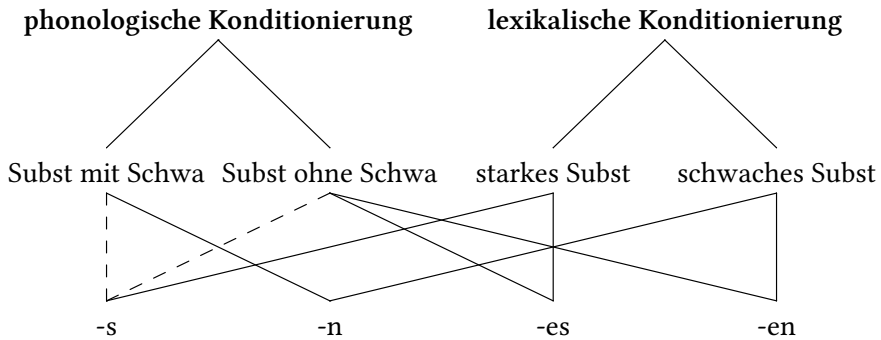 phonologische Konditionierung lexikalische Konditionierung
Subst mit Schwa Subst ohne Schwa starkes Subst schwaches Subst
-s -n -es -en